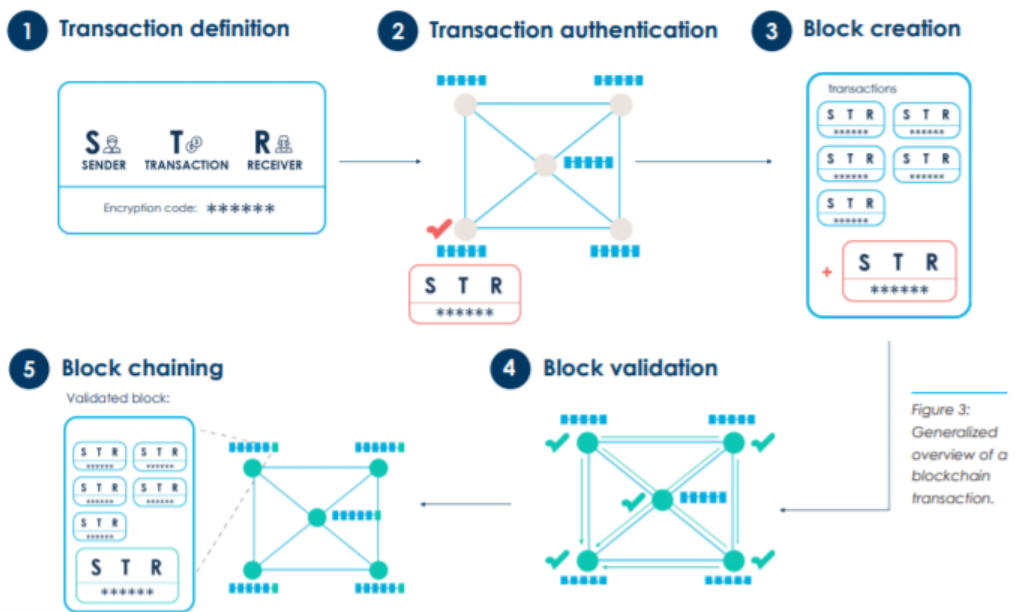 1 Transaction definition
S T R
SENDER TRANSACTION RECEIVER
Encryption code: ******
2 Transaction authentication
S T R
******
3 Block creation
transactions
S T R S T R
****** ******
S T R S T R
****** ******
S T R
******
+ S T R
******
4 Block validation
5 Block chaining
Validated block:
S T R S T R
****** ******
S T R S T R
****** ******
S T R
******
S T R
******
Figure 3:
Generalized
overview of a
blockchain
transaction.